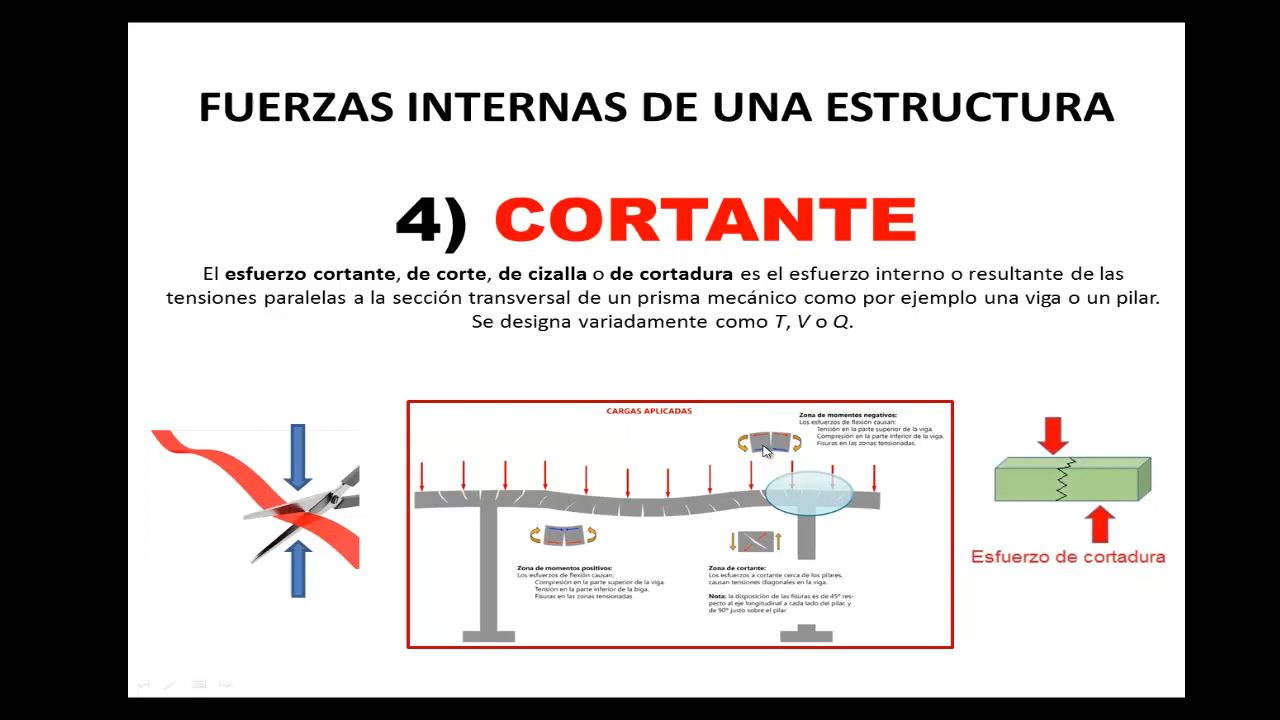 FUERZAS INTERNAS DE UNA ESTRUCTURA
4) CORTANTE
El esfuerzo cortante, de corte, de cizalla o de cortadura es el esfuerzo interno o resultante de las
tensiones paralelas a la sección transversal de un prisma mecánico como por ejemplo una viga o un pilar.
Se designa variadamente como T, V o Q.
CARGAS APLICADAS
Zona de momentos negativos:
Los esfuerzos de flexión causan:
Tensión en la parte superior de la viga.
Compresión en la parte inferior de la viga.
Fisuras en las zonas tensionadas.
Zona de momentos positivos:
Los esfuerzos de flexión causan:
Compresión en la parte superior de la viga.
Tensión en la parte inferior de la biga.
Fisuras en las zonas tensionadas.
Zona de cortante:
Los esfuerzos a cortante cerca de los pilares,
causan tensiones diagonales en la viga.
Nota: la disposición de las fisuras es de 45º res-
pecto al eje longitudinal a cada lado del pilar, y
de 90º justo sobre el pilar.
Esfuerzo de cortadura